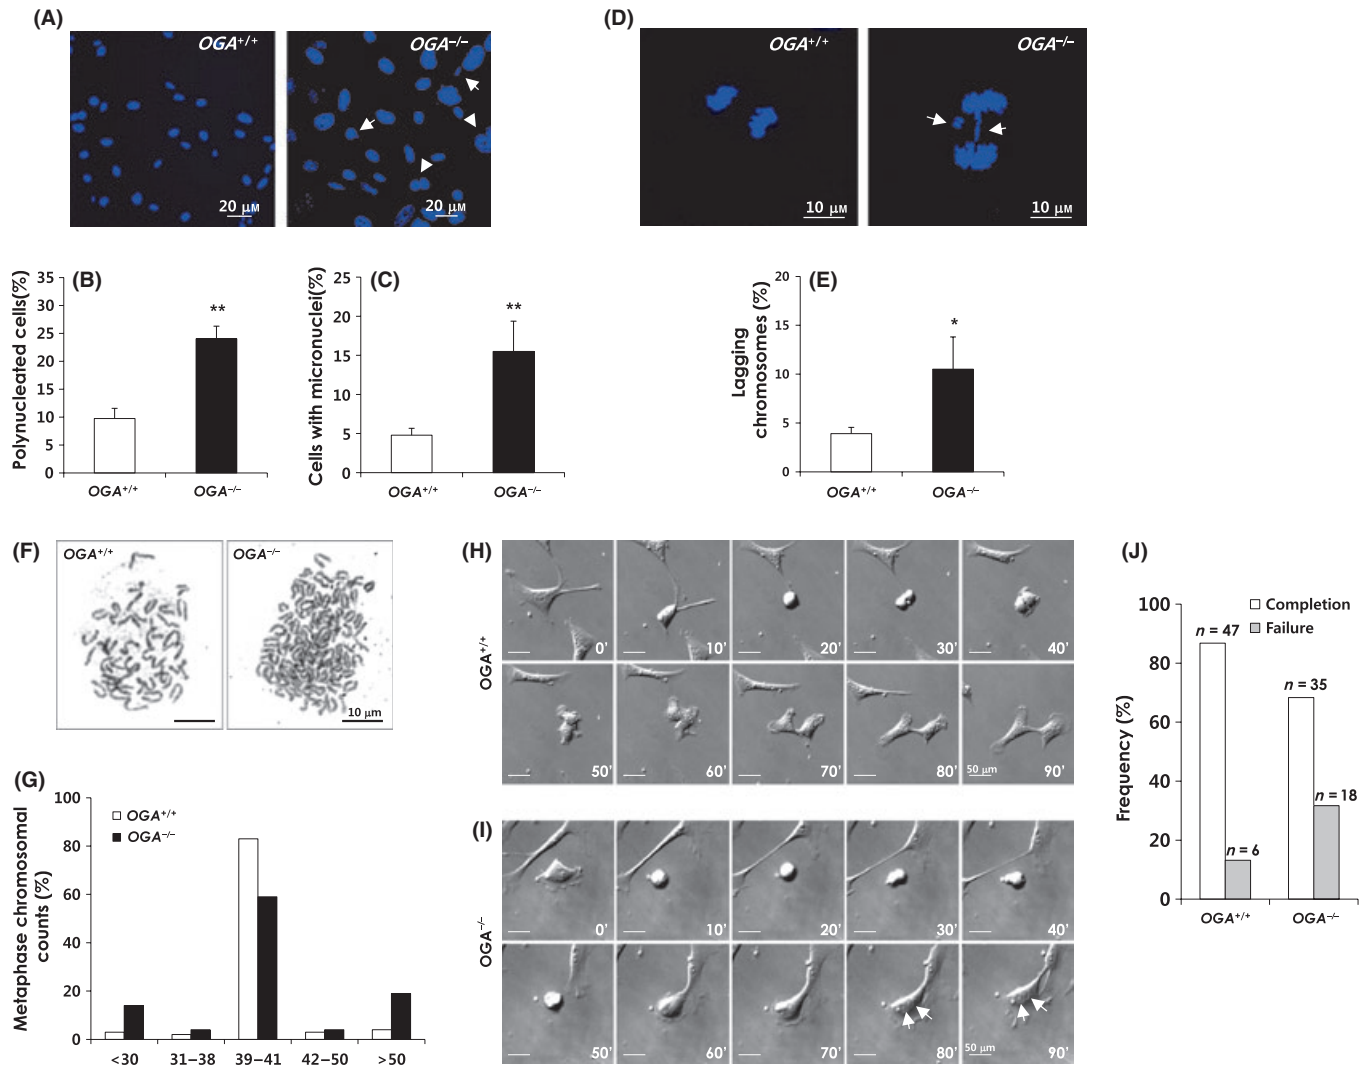 (A)
OGA+/+
OGA−/−
20 μM
20 μM
(D)
OGA+/+
OGA−/−
10 μM
10 μM
(B)
Polynucleated cells(%)
35
30
25
20
15
10
5
0
**
OGA+/+
OGA−/−
(C)
Cells with micronuclei(%)
25
20
15
10
5
0
**
OGA+/+
OGA−/−
(E)
Lagging
chromosomes (%)
20
15
10
5
0
*
OGA+/+
OGA−/−
(F)
OGA+/+
OGA−/−
10 μm
(G)
Metaphase chromosomal
counts (%)
100
80
60
40
20
0
OGA+/+
OGA−/−
<30
31–38
39–41
42–50
>50
(H)
OGA+/+
0'
10'
20'
30'
40'
50'
60'
70'
80'
50 μm
90'
(I)
OGA−/−
0'
10'
20'
30'
40'
50'
60'
70'
80'
50 μm
90'
(J)
Frequency (%)
100
80
60
40
20
0
Completion
Failure
n = 47
n = 6
n = 35
n = 18
OGA+/+
OGA−/−